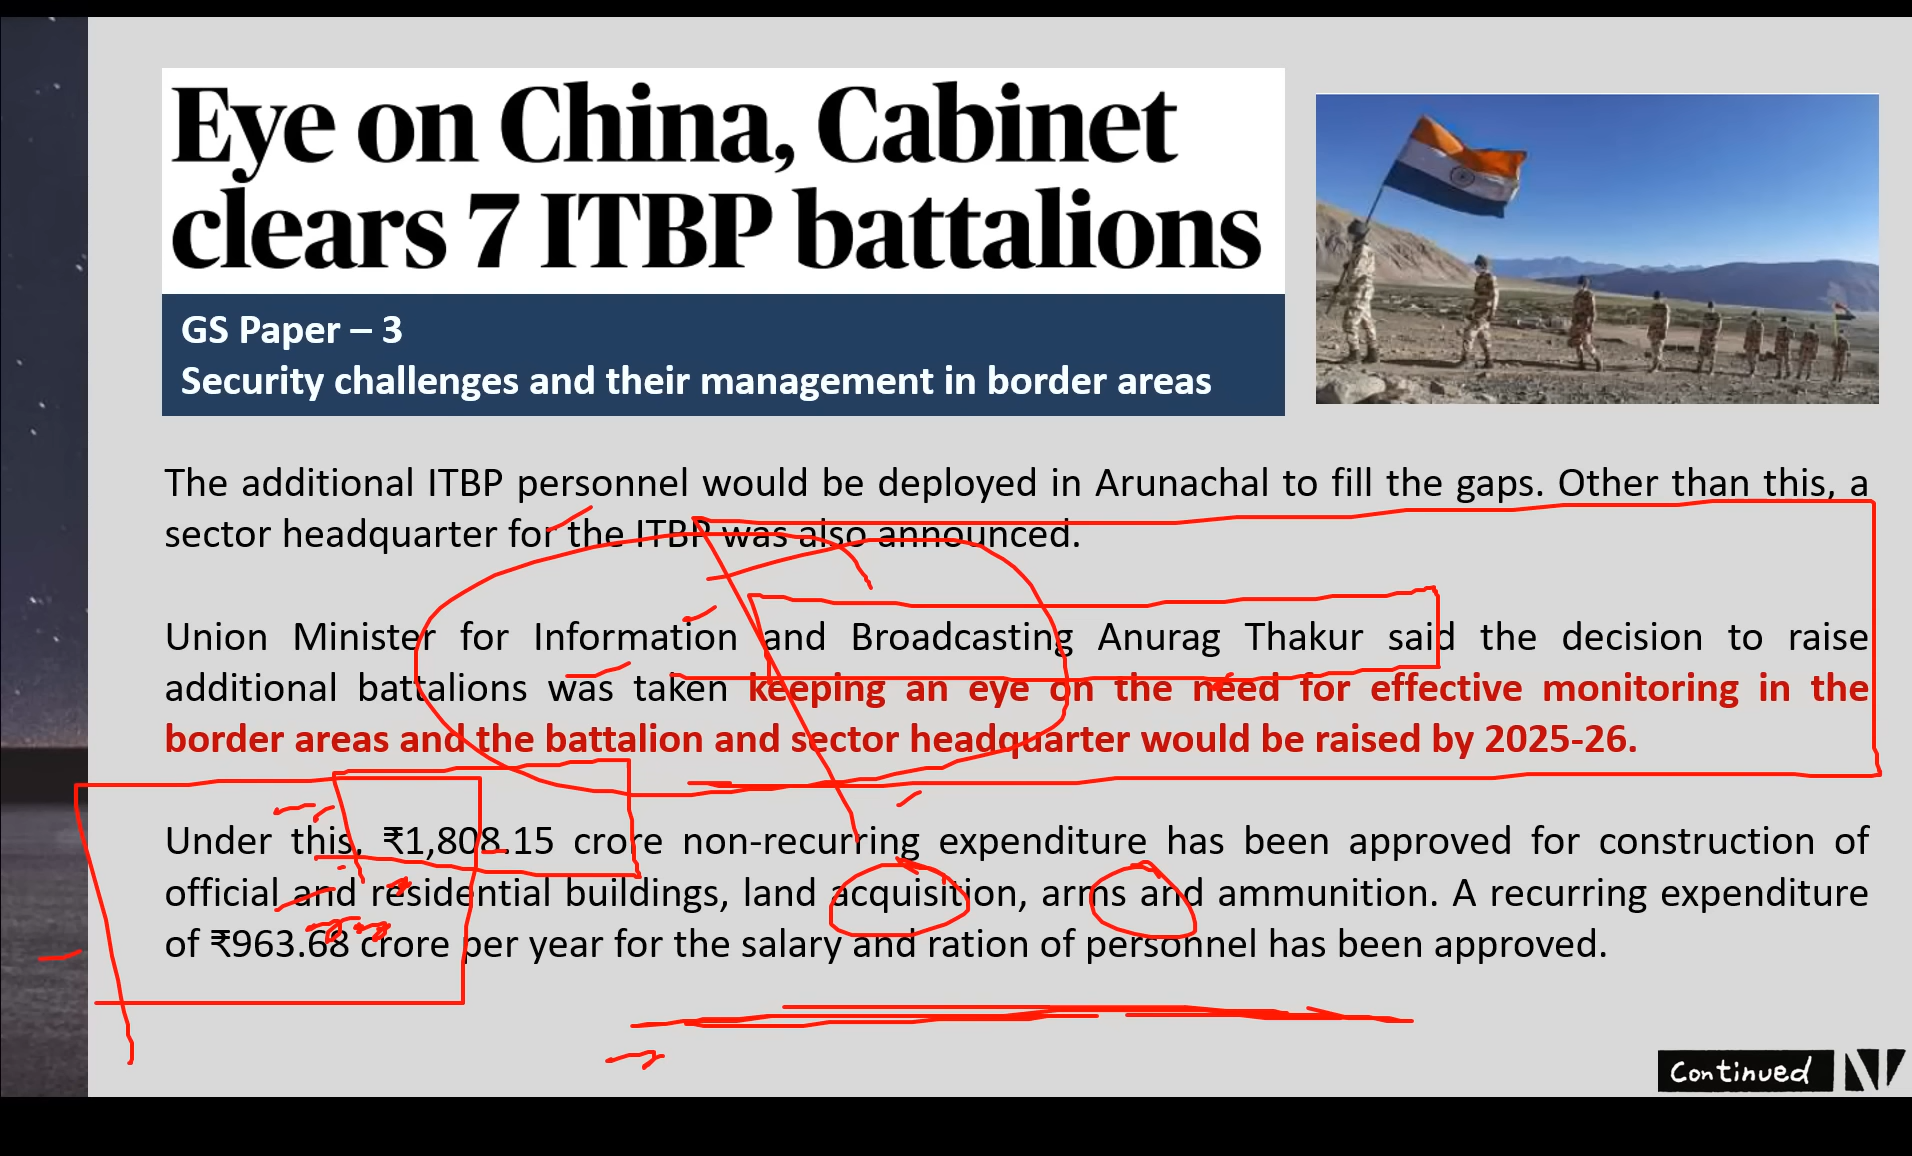 Eye on China, Cabinet
clears 7 ITBP battalions
GS Paper – 3
Security challenges and their management in border areas
The additional ITBP personnel would be deployed in Arunachal to fill the gaps. Other than this, a
sector headquarter for the ITBP was also announced.
Union Minister for Information and Broadcasting Anurag Thakur said the decision to raise
additional battalions was taken keeping an eye on the need for effective monitoring in the
border areas and the battalion and sector headquarter would be raised by 2025-26.
Under this, ₹1,808.15 crore non-recurring expenditure has been approved for construction of
official and residential buildings, land acquisition, arms and ammunition. A recurring expenditure
of ₹963.68 crore per year for the salary and ration of personnel has been approved.
Continued